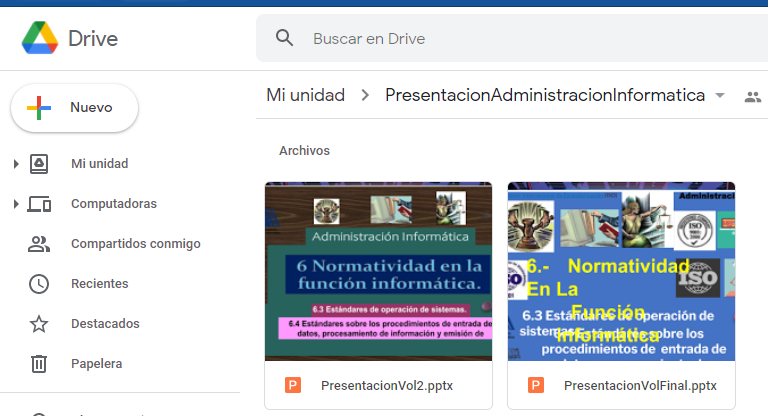 Drive
Buscar en Drive
Nuevo
Mi unidad
Computadoras
Compartidos conmigo
Recientes
Destacados
Papelera
Mi unidad > PresentacionAdministracionInformatica
Archivos
Administración Informática
6 Normatividad en la
función informática.
6.3 Estándares de operación de sistemas.
6.4 Estándares sobre los procedimientos de entrada de
datos, procesamiento de información y emisión de
P PresentacionVol2.pptx
Administración
ISO
6.- Normatividad
En La
Función
Informática
ISO
6.3 Estándares de operación de
sistemas
Estándares sobre los
procedimientos de entrada de
P PresentacionVolFinal.pptx